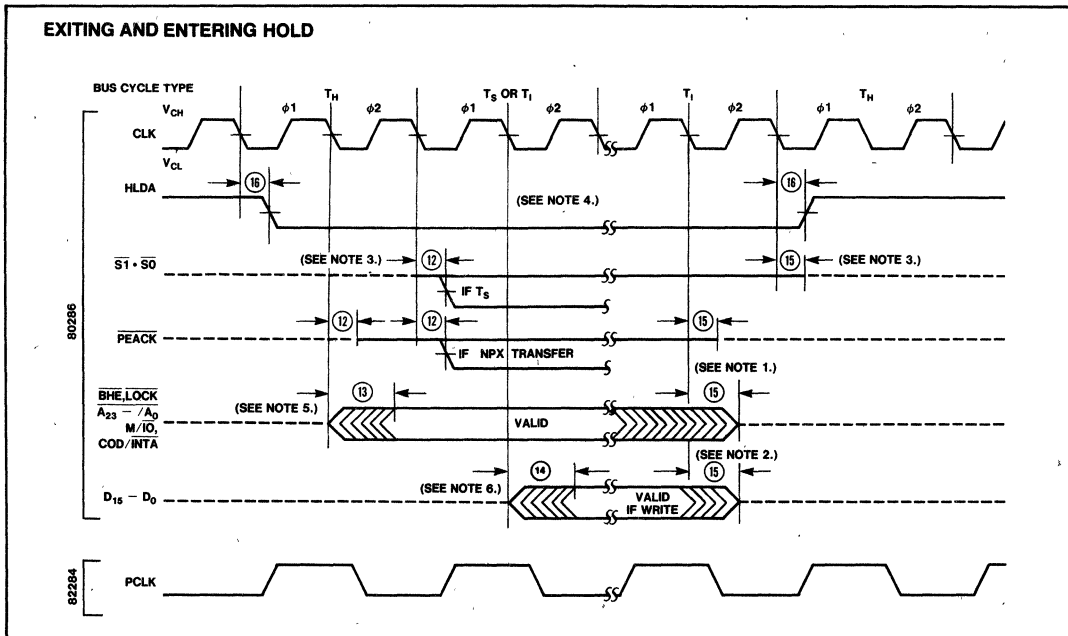 EXITING AND ENTERING HOLD
BUS CYCLE TYPE
TH
TS OR TI
TI
TH
VCH
φ1
φ2
φ1
φ2
φ1
φ2
φ1
φ2
CLK
VCL
HLDA
16
(SEE NOTE 4.)
16
S1 • S0
(SEE NOTE 3.)
12
IF TS
15
(SEE NOTE 3.)
80286
PEACK
12
12
IF NPX TRANSFER
15
(SEE NOTE 1.)
BHE, LOCK
A23 – /A0
M/IO,
COD/INTA
(SEE NOTE 5.)
13
VALID
15
(SEE NOTE 2.)
D15 – D0
(SEE NOTE 6.)
14
VALID
IF WRITE
15
82284
PCLK